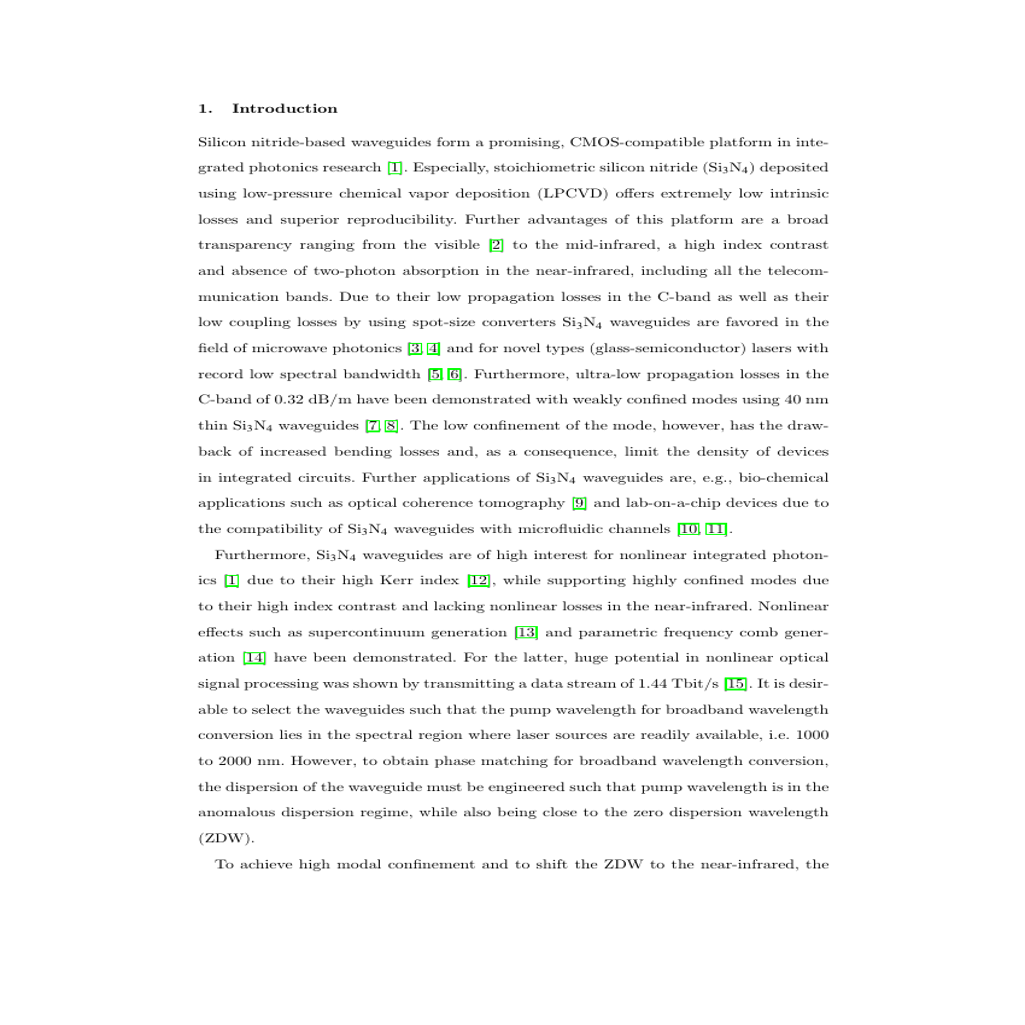 1. Introduction
Silicon nitride-based waveguides form a promising, CMOS-compatible platform in inte-
grated photonics research [1]. Especially, stoichiometric silicon nitride (Si₃N₄) deposited
using low-pressure chemical vapor deposition (LPCVD) offers extremely low intrinsic
losses and superior reproducibility. Further advantages of this platform are a broad
transparency ranging from the visible [2] to the mid-infrared, a high index contrast
and absence of two-photon absorption in the near-infrared, including all the telecom-
munication bands. Due to their low propagation losses in the C-band as well as their
low coupling losses by using spot-size converters Si₃N₄ waveguides are favored in the
field of microwave photonics [3, 4] and for novel types (glass-semiconductor) lasers with
record low spectral bandwidth [5, 6]. Furthermore, ultra-low propagation losses in the
C-band of 0.32 dB/m have been demonstrated with weakly confined modes using 40 nm
thin Si₃N₄ waveguides [7, 8]. The low confinement of the mode, however, has the draw-
back of increased bending losses and, as a consequence, limit the density of devices
in integrated circuits. Further applications of Si₃N₄ waveguides are, e.g., bio-chemical
applications such as optical coherence tomography [9] and lab-on-a-chip devices due to
the compatibility of Si₃N₄ waveguides with microfluidic channels [10, 11].
Furthermore, Si₃N₄ waveguides are of high interest for nonlinear integrated photon-
ics [1] due to their high Kerr index [12], while supporting highly confined modes due
to their high index contrast and lacking nonlinear losses in the near-infrared. Nonlinear
effects such as supercontinuum generation [13] and parametric frequency comb gener-
ation [14] have been demonstrated. For the latter, huge potential in nonlinear optical
signal processing was shown by transmitting a data stream of 1.44 Tbit/s [15]. It is desir-
able to select the waveguides such that the pump wavelength for broadband wavelength
conversion lies in the spectral region where laser sources are readily available, i.e. 1000
to 2000 nm. However, to obtain phase matching for broadband wavelength conversion,
the dispersion of the waveguide must be engineered such that pump wavelength is in the
anomalous dispersion regime, while also being close to the zero dispersion wavelength
(ZDW).
To achieve high modal confinement and to shift the ZDW to the near-infrared, the